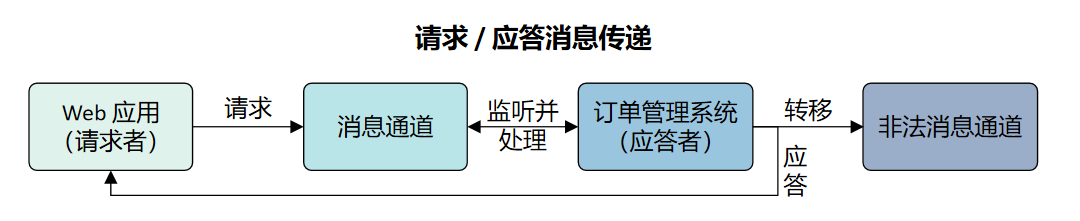 请求 / 应答消息传递
Web 应用
（请求者）
请求
消息通道
监听并
处理
订单管理系统
（应答者）
转移
非法消息通道
应
答